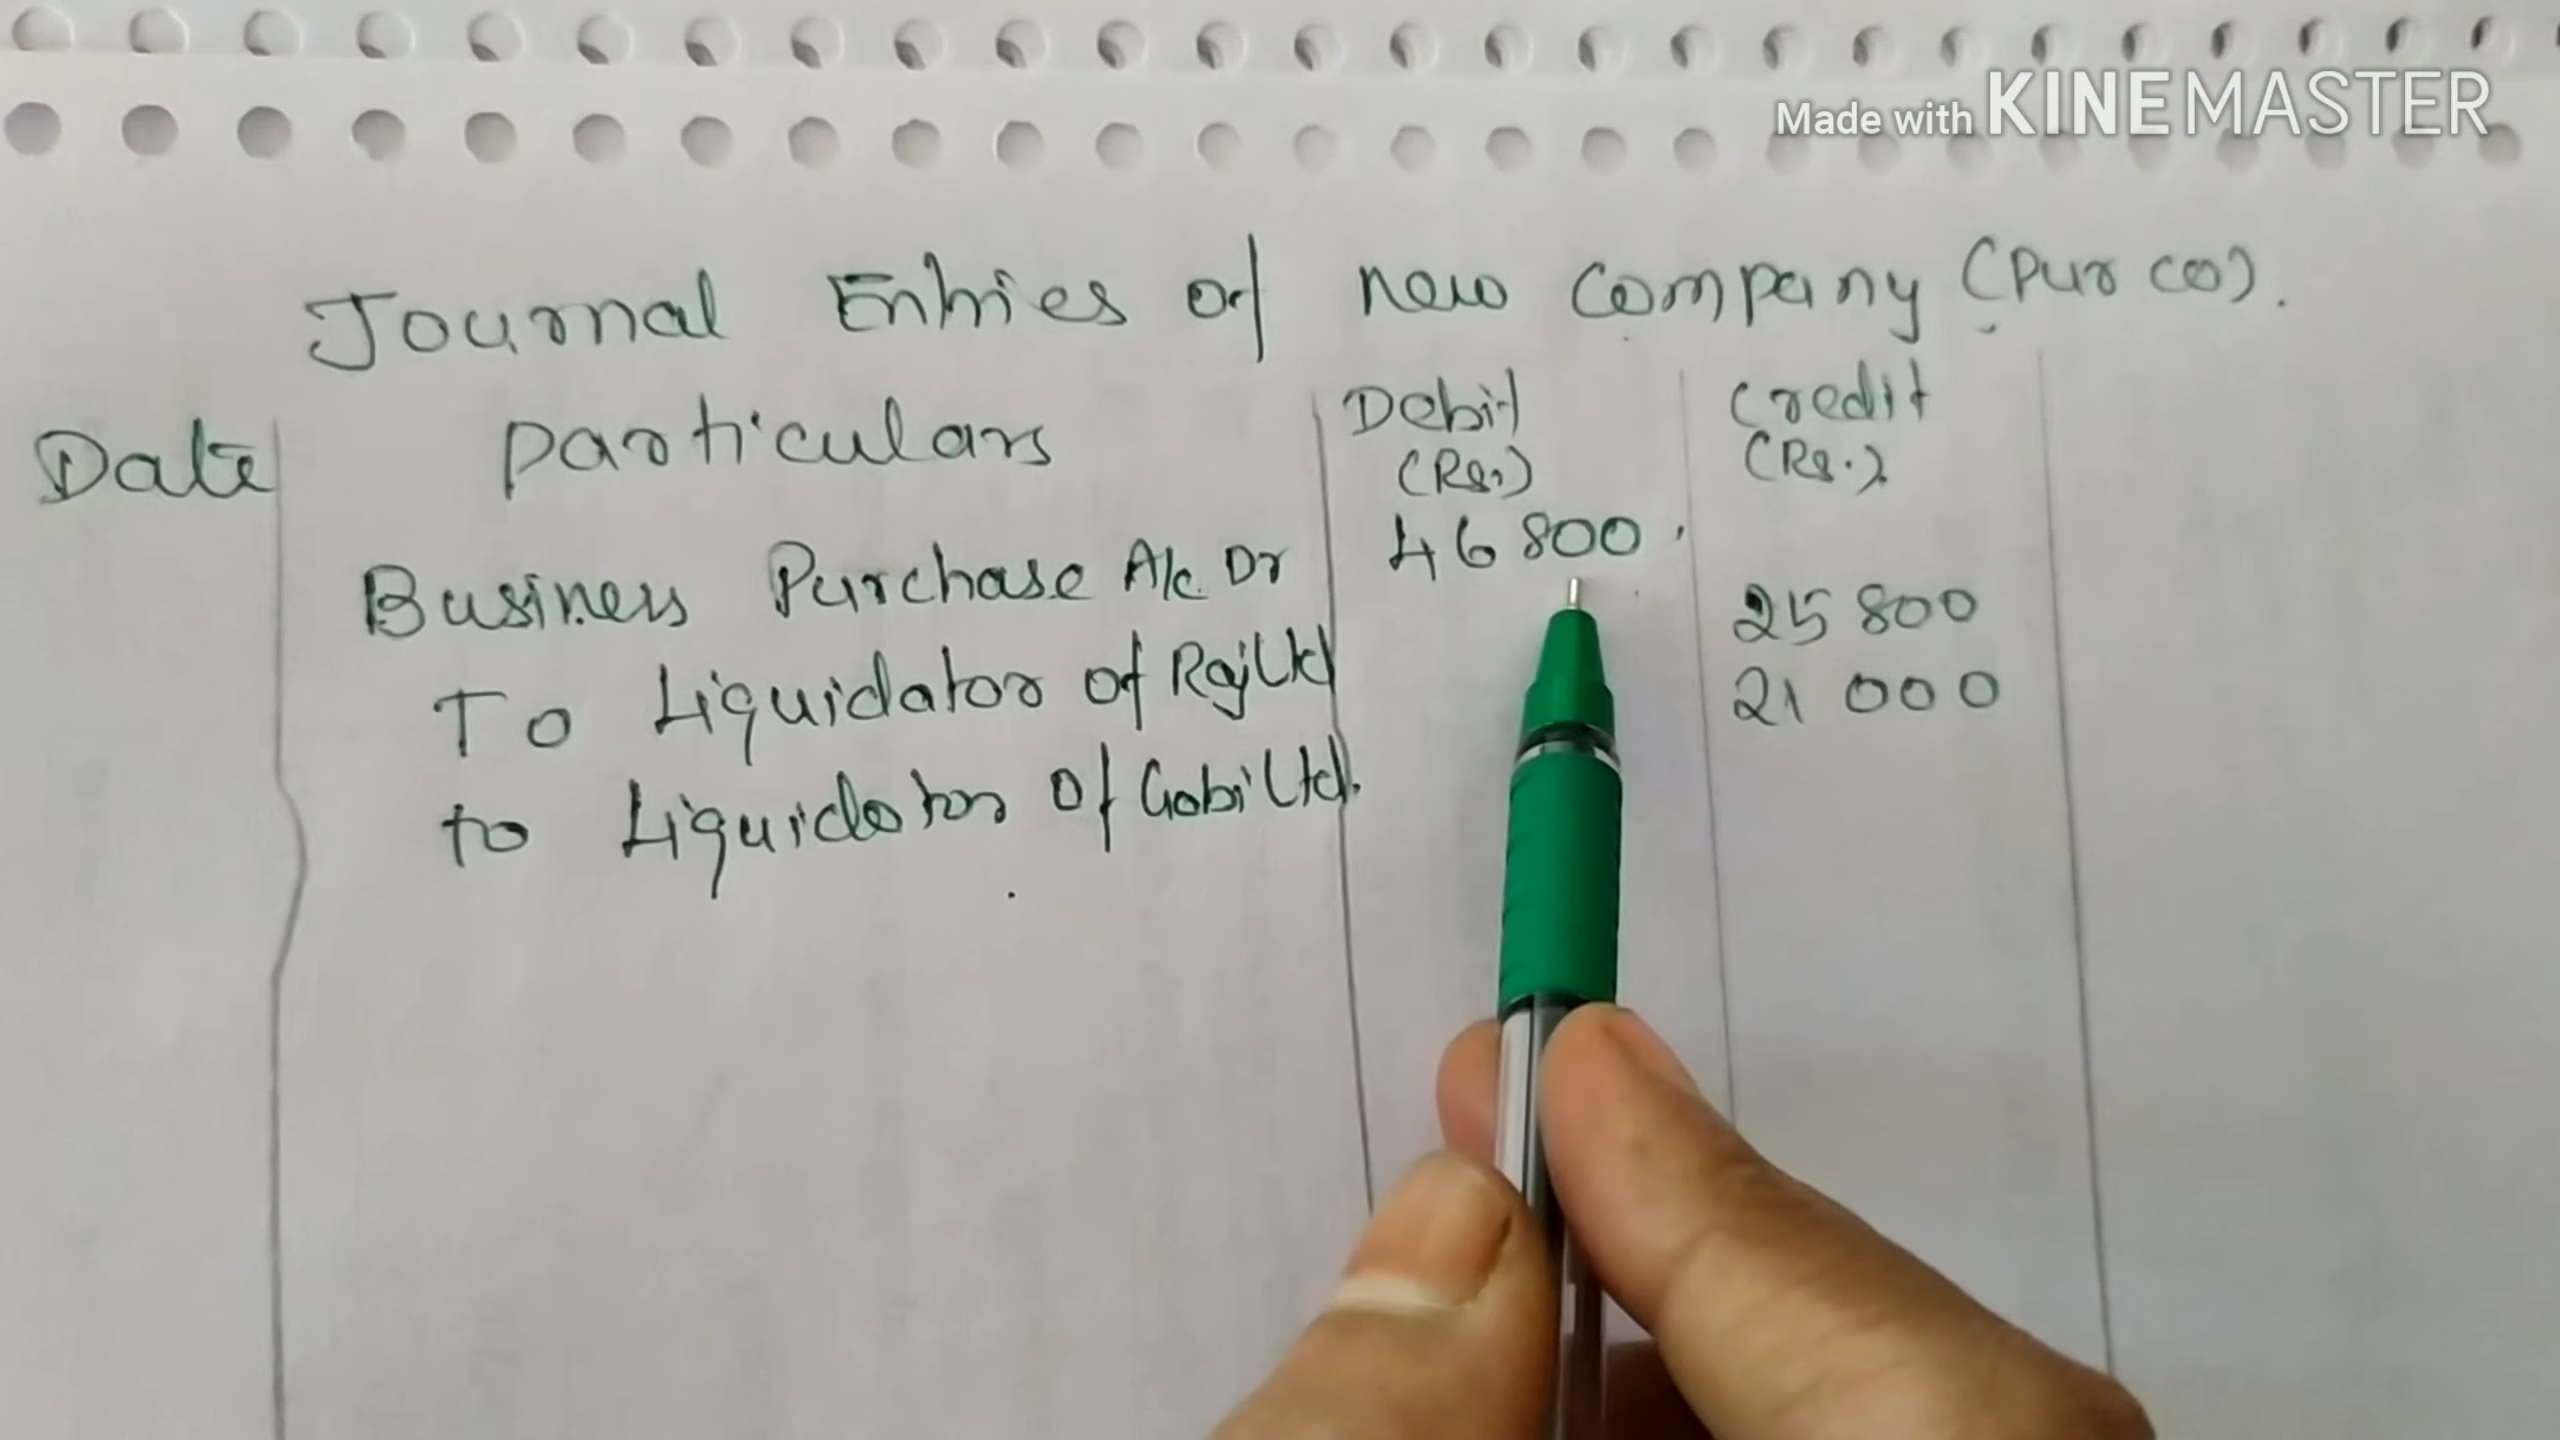 Made with KINEMASTER
Journal Entries of new Company (Pur co).
Date Particulars Debit (Rs.) Credit (Rs.)
Business Purchase A/c Dr 46800
To Liquidator of Raj Ltd 25800
to Liquidator of Gobi Ltd. 21000